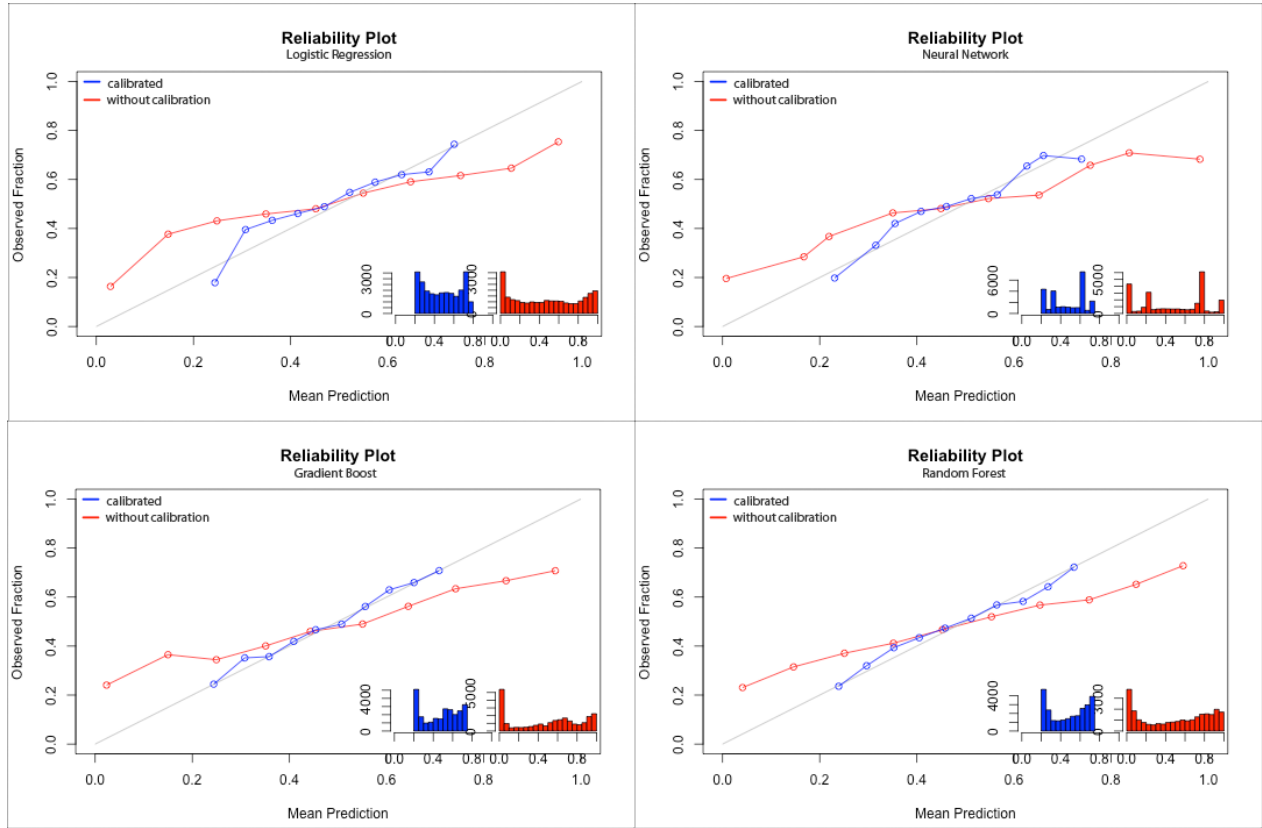 Reliability Plot
Logistic Regression
calibrated
without calibration
Observed Fraction
0.0 0.2 0.4 0.6 0.8 1.0
0 3000
0 3000
0.0 0.4 0.8
0.0 0.4 0.8
0.0 0.2 0.4 0.6 0.8 1.0
Mean Prediction
Reliability Plot
Neural Network
calibrated
without calibration
Observed Fraction
0.0 0.2 0.4 0.6 0.8 1.0
0 6000
0 5000
0.0 0.4 0.8
0.0 0.4 0.8
0.0 0.2 0.4 0.6 0.8 1.0
Mean Prediction
Reliability Plot
Gradient Boost
calibrated
without calibration
Observed Fraction
0.0 0.2 0.4 0.6 0.8 1.0
0 4000
0 5000
0.0 0.4 0.8
0.0 0.4 0.8
0.0 0.2 0.4 0.6 0.8 1.0
Mean Prediction
Reliability Plot
Random Forest
calibrated
without calibration
Observed Fraction
0.0 0.2 0.4 0.6 0.8 1.0
0 4000
0 3000
0.0 0.4 0.8
0.0 0.4 0.8
0.0 0.2 0.4 0.6 0.8 1.0
Mean Prediction